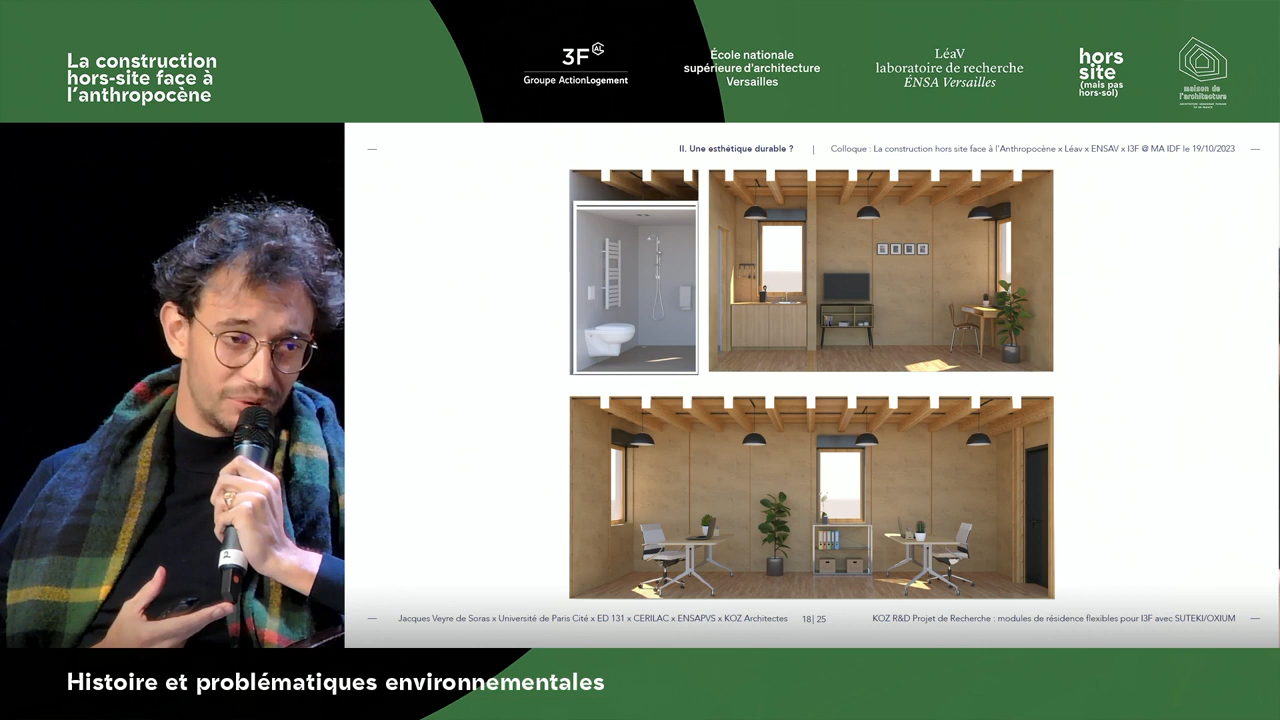 La construction
hors-site face à
l'anthropocène
3F AL
Groupe ActionLogement
École nationale
supérieure d'architecture
Versailles
LéaV
laboratoire de recherche
ÉNSA Versailles
hors
site
(mais pas
hors-sol)
maison de
l'architecture
II. Une esthétique durable ? | Colloque : La construction hors site face à l'Anthropocène x Léav x ENSAV x I3F @ MA IDF le 19/10/2023
2
Jacques Veyre de Soras x Université de Paris Cité x ED 131 x CERILAC x ENSAPVS x KOZ Architectes 18| 25 KOZ R&D Projet de Recherche : modules de résidence flexibles pour I3F avec SUTEKI/OXIUM
Histoire et problématiques environnementales